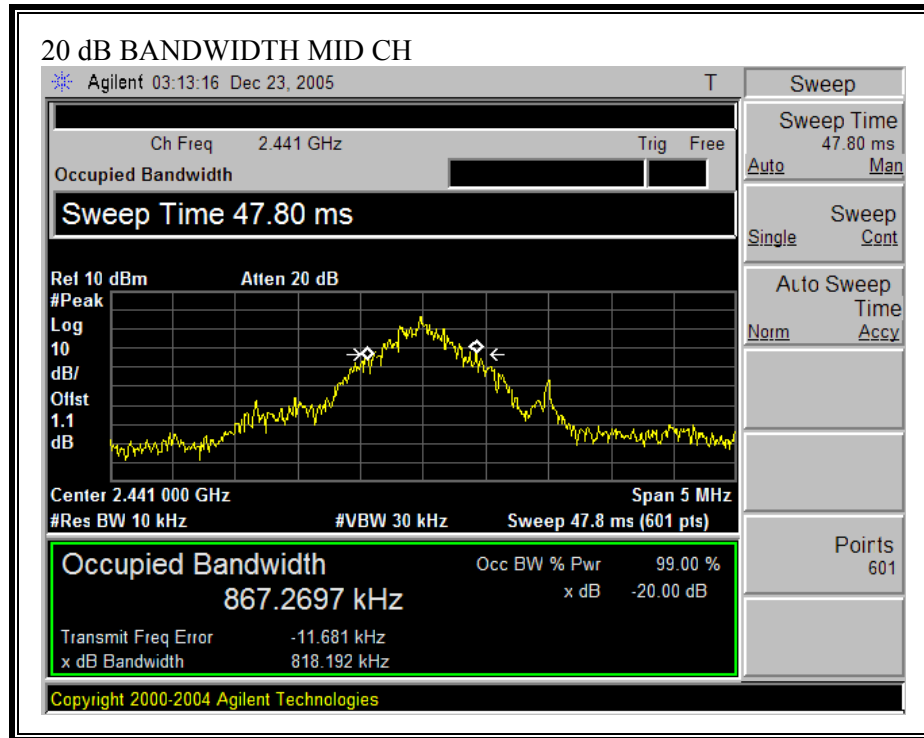 20 dB BANDWIDTH MID CH
Agilent 03:13:16 Dec 23, 2005 T
Ch Freq 2.441 GHz Trig Free
Occupied Bandwidth
Sweep Time 47.80 ms
Ref 10 dBm Atten 20 dB
#Peak
Log
10
dB/
Offst
1.1
dB
Center 2.441 000 GHz Span 5 MHz
#Res BW 10 kHz #VBW 30 kHz Sweep 47.8 ms (601 pts)
Occupied Bandwidth Occ BW % Pwr 99.00 %
867.2697 kHz x dB -20.00 dB
Transmit Freq Error -11.681 kHz
x dB Bandwidth 818.192 kHz
Copyright 2000-2004 Agilent Technologies
Sweep
Sweep Time
47.80 ms
Auto Man
Sweep
Single Cont
Auto Sweep
Time
Norm Accy
Points
601